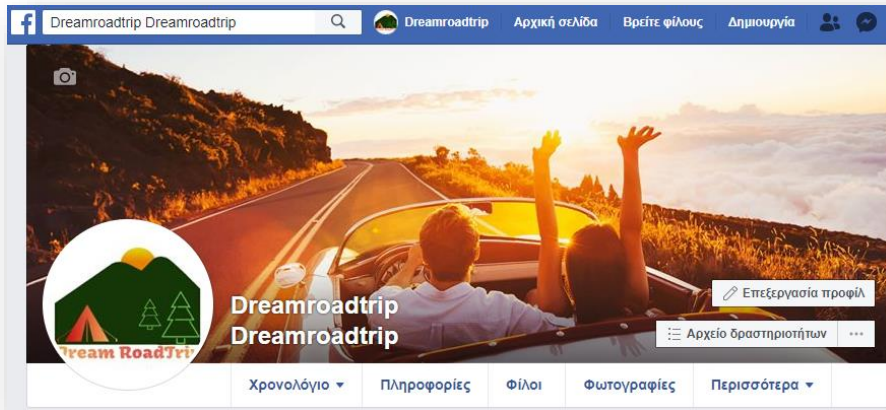 Dreamroadtrip Dreamroadtrip
Dreamroadtrip Αρχική σελίδα Βρείτε φίλους Δημιουργία
Dream RoadTrip
Dreamroadtrip
Dreamroadtrip
Επεξεργασία προφίλ
Αρχείο δραστηριοτήτων
Χρονολόγιο Πληροφορίες Φίλοι Φωτογραφίες Περισσότερα